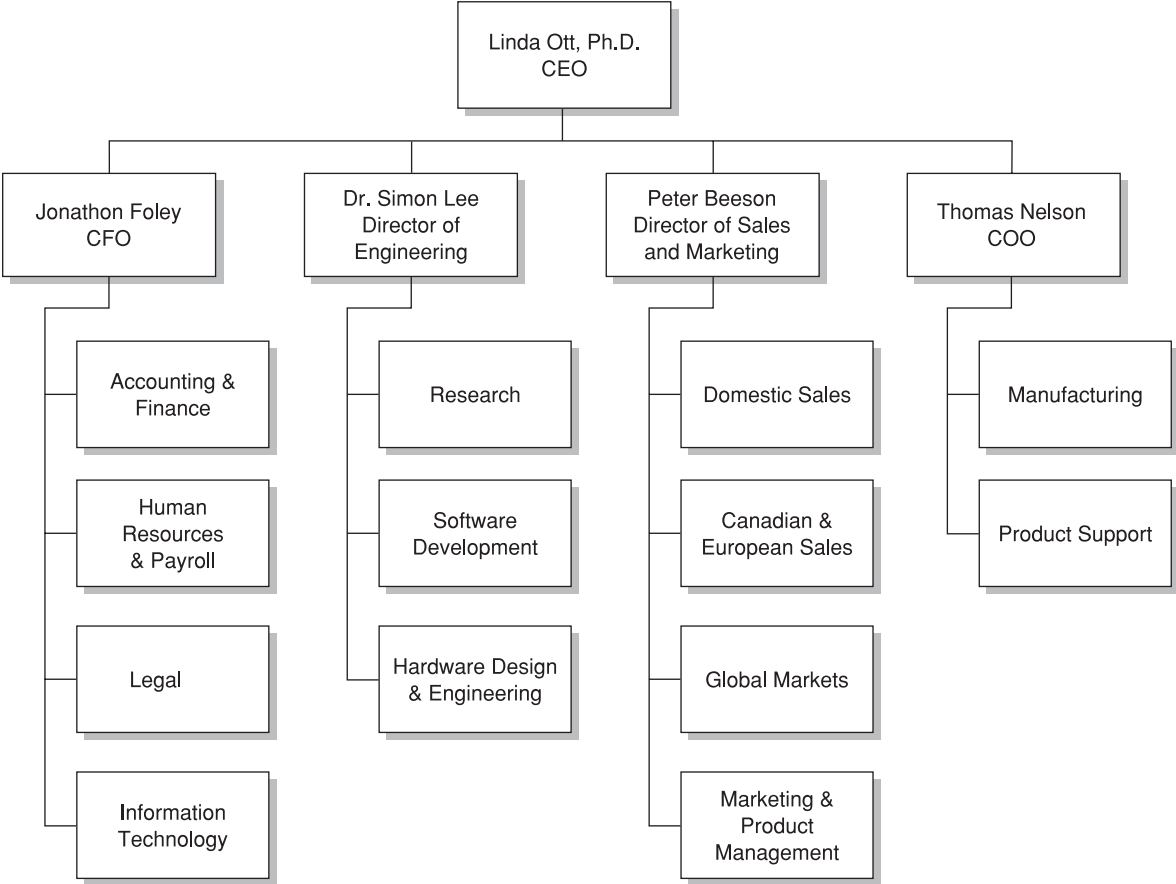 Linda Ott, Ph.D.
CEO
Jonathon Foley
CFO
Dr. Simon Lee
Director of
Engineering
Peter Beeson
Director of Sales
and Marketing
Thomas Nelson
COO
Accounting &
Finance
Human
Resources
& Payroll
Legal
Information
Technology
Research
Software
Development
Hardware Design
& Engineering
Domestic Sales
Canadian &
European Sales
Global Markets
Marketing &
Product
Management
Manufacturing
Product Support